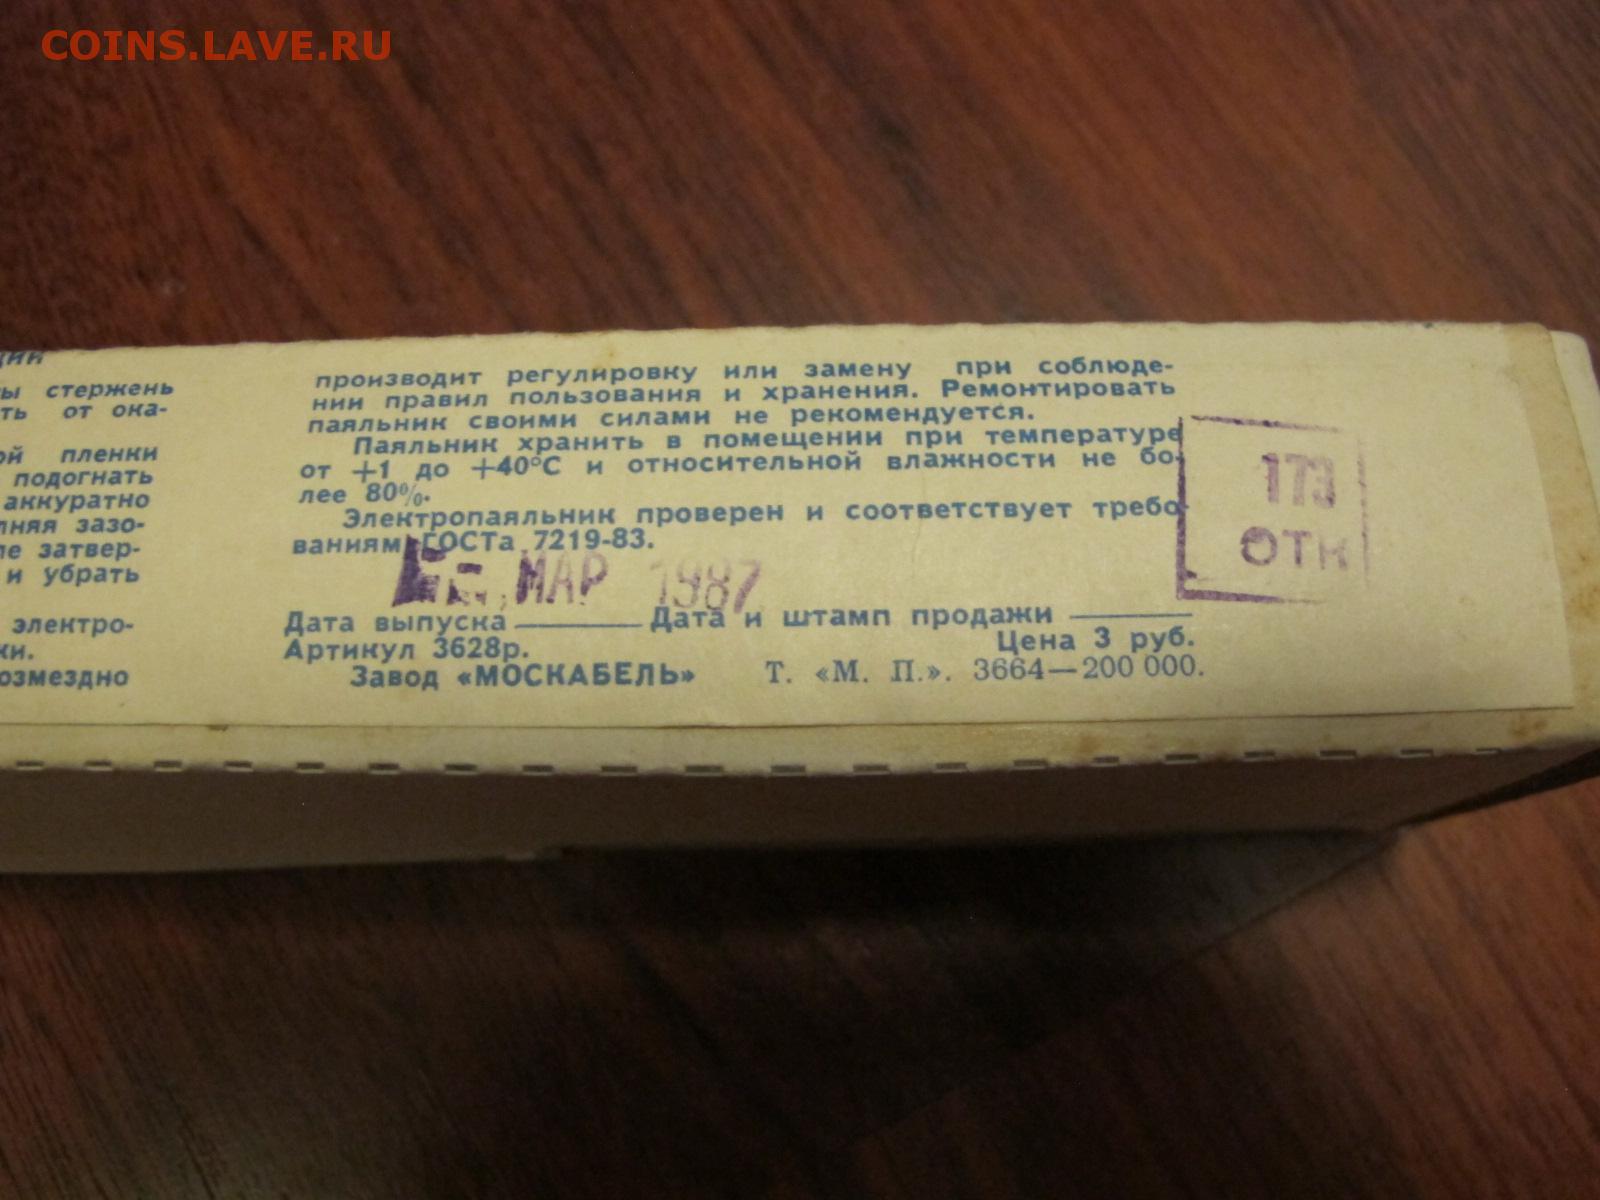 COINS.LAVE.RU
ции
ы стержень
ть от ока-
ой пленки
подогнать
аккуратно
лняя зазо-
ле затвер-
и убрать
электро-
ки.
озмездно
производит регулировку или замену при соблюде-
нии правил пользования и хранения. Ремонтировать
паяльник своими силами не рекомендуется.
Паяльник хранить в помещении при температуре
от +1 до +40°С и относительной влажности не бо-
лее 80%.
Электропаяльник проверен и соответствует требо-
ваниям ГОСТа 7219-83.
МАР 1987
Дата выпуска Дата и штамп продажи
Артикул 3628р. Цена 3 руб.
Завод «МОСКАБЕЛЬ» Т. «М. П.». 3664—200 000.
173
ОТК